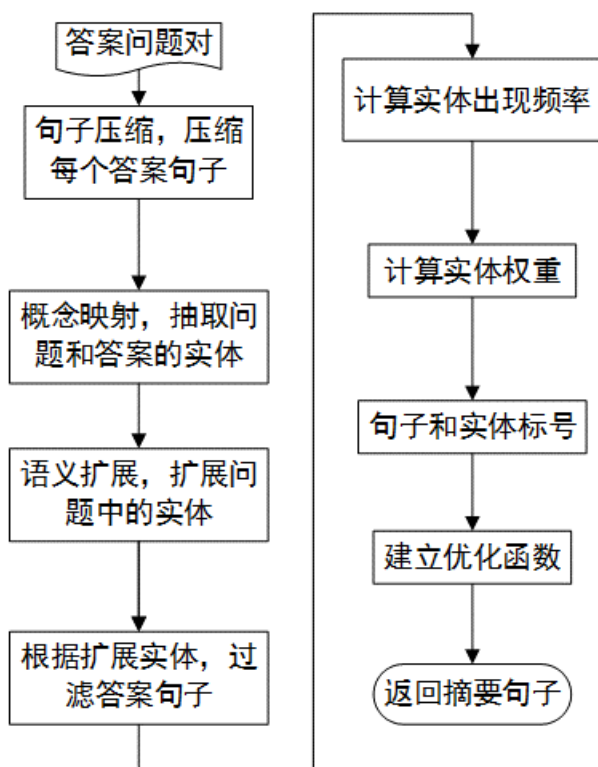 答案问题对
句子压缩，压缩
每个答案句子
概念映射，抽取问
题和答案的实体
语义扩展，扩展问
题中的实体
根据扩展实体，过
滤答案句子
计算实体出现频率
计算实体权重
句子和实体标号
建立优化函数
返回摘要句子